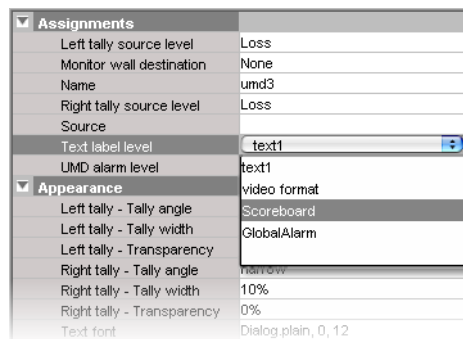 Assignments
Left tally source level Loss
Monitor wall destination None
Name umd3
Right tally source level Loss
Source
Text label level text1
UMD alarm level text1
Appearance video format
Left tally - Tally angle Scoreboard
Left tally - Tally width GlobalAlarm
Left tally - Transparency
Right tally - Tally angle narrow
Right tally - Tally width 10%
Right tally - Transparency 0%
Text font Dialog.plain, 0, 12